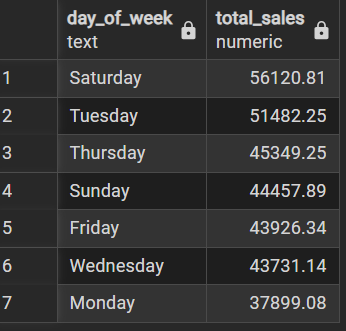 day_of_week total_sales
text numeric
1 Saturday 56120.81
2 Tuesday 51482.25
3 Thursday 45349.25
4 Sunday 44457.89
5 Friday 43926.34
6 Wednesday 43731.14
7 Monday 37899.08